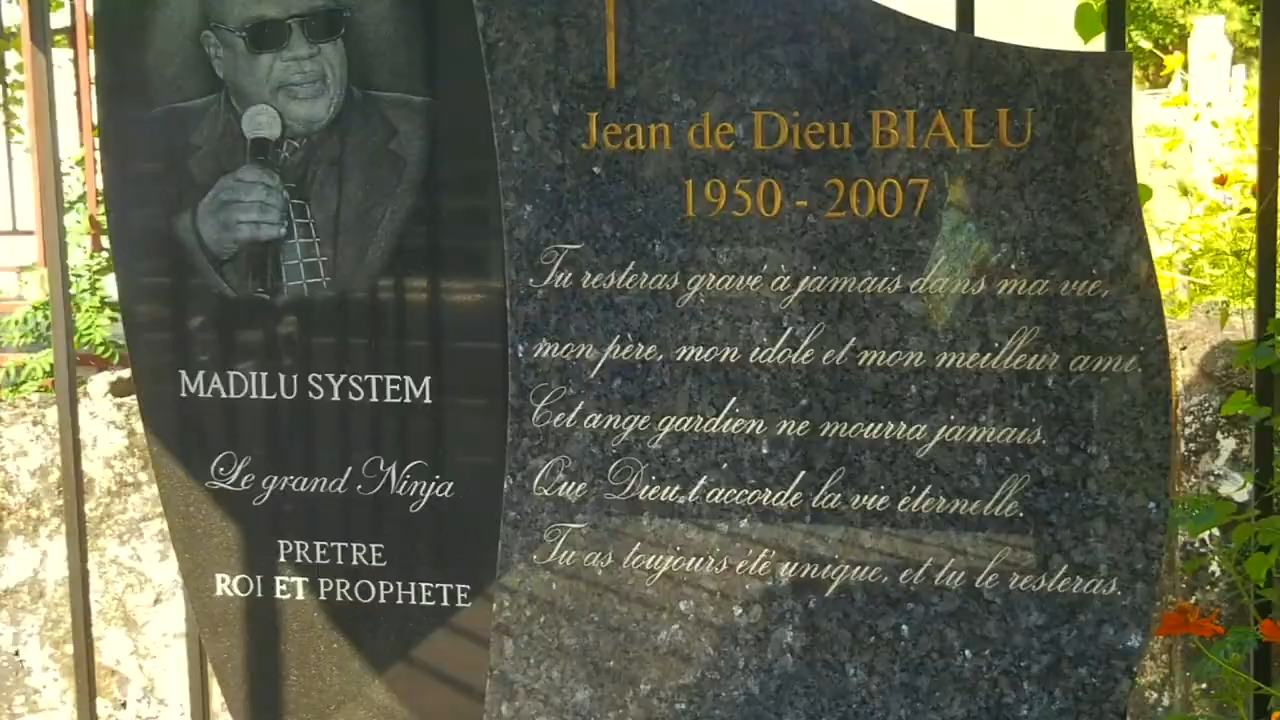 MADILU SYSTEM
Le grand Ninja
PRETRE
ROI ET PROPHETE
Jean de Dieu BIALU
1950 - 2007
Tu resteras gravé à jamais dans ma vie,
mon père, mon idole et mon meilleur ami.
Cet ange gardien ne mourra jamais.
Que Dieu t'accorde la vie éternelle.
Tu as toujours été unique, et tu le resteras.